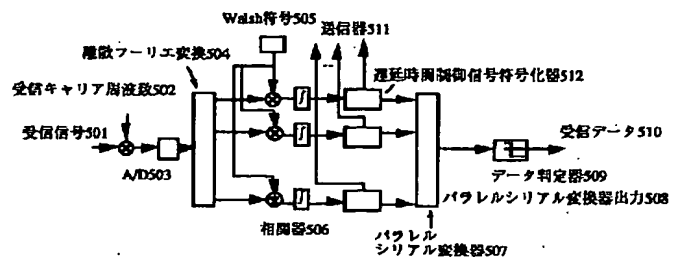 Walsh符号505
送信器511
離散フーリエ変換504
遅延時間制御信号符号化器512
受信キャリア周波数502
受信信号501
受信データ510
A/D503
データ判定器509
パラレルシリアル変換器出力508
相関器506
パラレル
シリアル変換器507